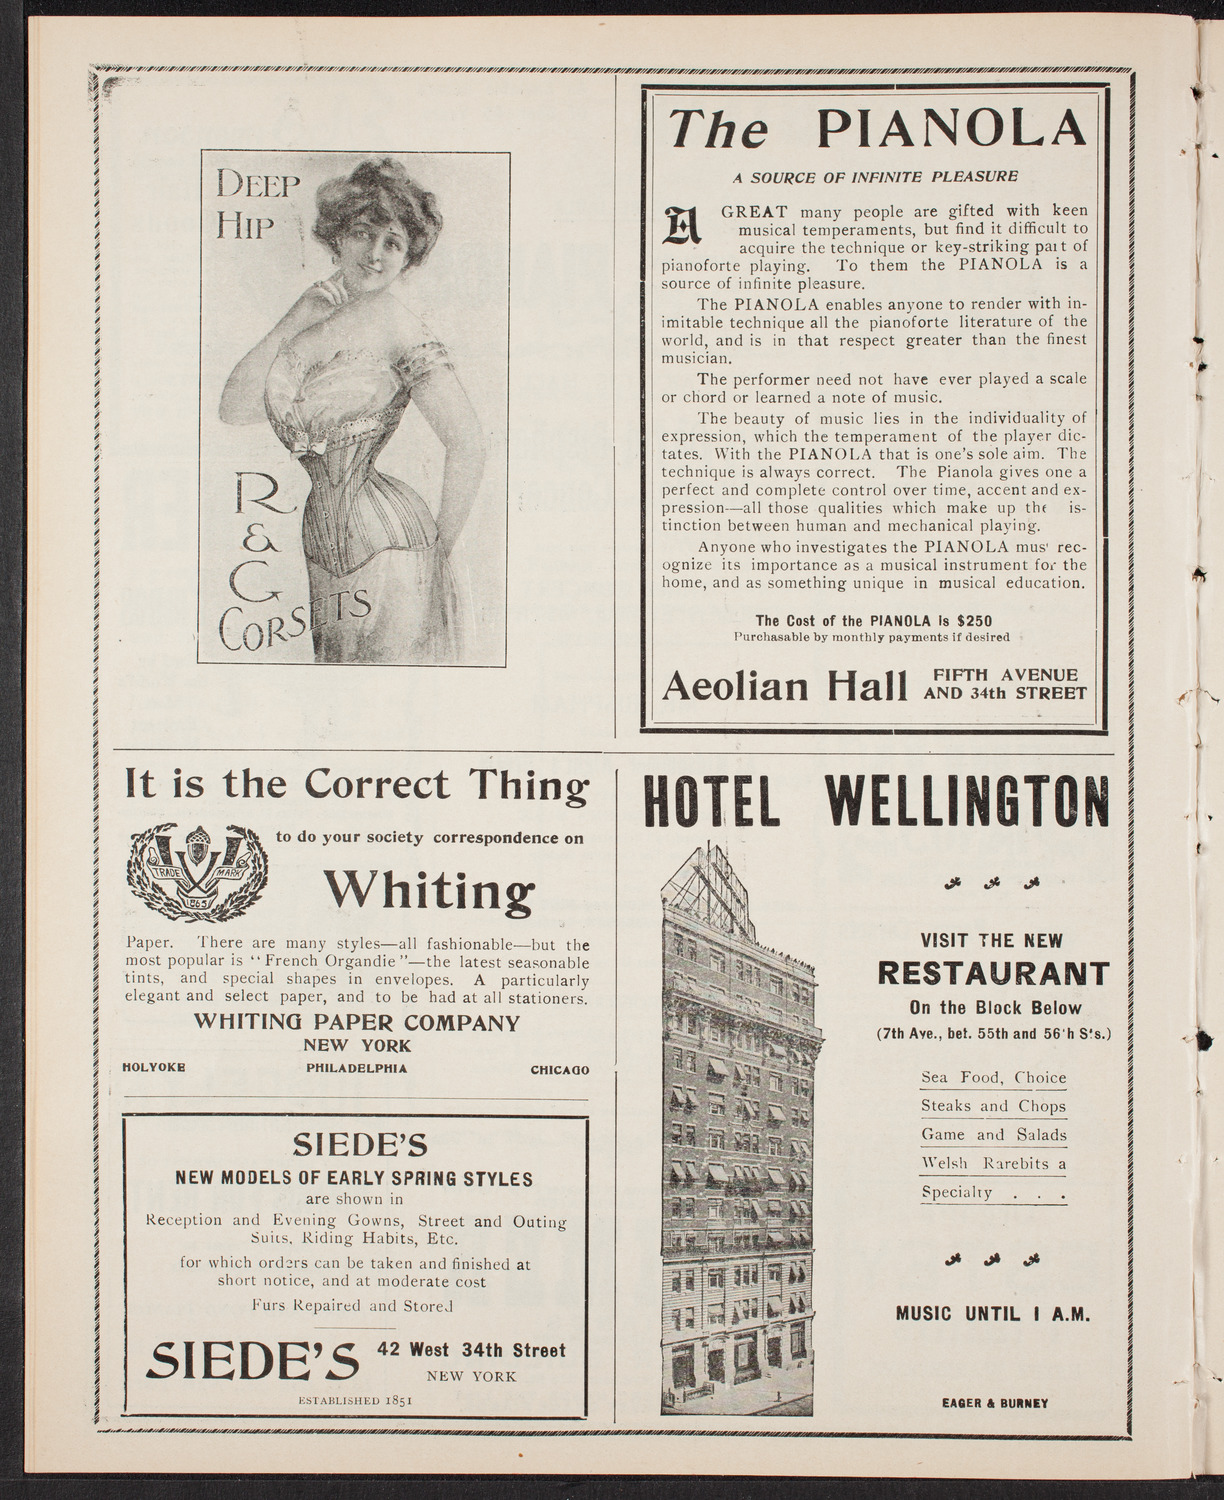 DEEP
HIP
R
&
G
CORSETS
The PIANOLA
A SOURCE OF INFINITE PLEASURE
A GREAT many people are gifted with keen
musical temperaments, but find it difficult to
acquire the technique or key-striking part of
pianoforte playing. To them the PIANOLA is a
source of infinite pleasure.
The PIANOLA enables anyone to render with in-
imitable technique all the pianoforte literature of the
world, and is in that respect greater than the finest
musician.
The performer need not have ever played a scale
or chord or learned a note of music.
The beauty of music lies in the individuality of
expression, which the temperament of the player dic-
tates. With the PIANOLA that is one's sole aim. The
technique is always correct. The Pianola gives one a
perfect and complete control over time, accent and ex-
pression—all those qualities which make up the is-
tinction between human and mechanical playing.
Anyone who investigates the PIANOLA mus' rec-
ognize its importance as a musical instrument for the
home, and as something unique in musical education.
The Cost of the PIANOLA is $250
Purchasable by monthly payments if desired
Aeolian Hall FIFTH AVENUE
AND 34th STREET
It is the Correct Thing
to do your society correspondence on
TRADE MARK
1865
Whiting
Paper. There are many styles—all fashionable—but the
most popular is "French Organdie"—the latest seasonable
tints, and special shapes in envelopes. A particularly
elegant and select paper, and to be had at all stationers.
WHITING PAPER COMPANY
NEW YORK
HOLYOKE PHILADELPHIA CHICAGO
SIEDE'S
NEW MODELS OF EARLY SPRING STYLES
are shown in
Reception and Evening Gowns, Street and Outing
Suits, Riding Habits, Etc.
for which orders can be taken and finished at
short notice, and at moderate cost
Furs Repaired and Stored
SIEDE'S 42 West 34th Street
NEW YORK
ESTABLISHED 1851
HOTEL WELLINGTON
VISIT THE NEW
RESTAURANT
On the Block Below
(7th Ave., bet. 55th and 56'h S's.)
Sea Food, Choice
Steaks and Chops
Game and Salads
Welsh Rarebits a
Specialty . . .
MUSIC UNTIL 1 A.M.
EAGER & BURNEY